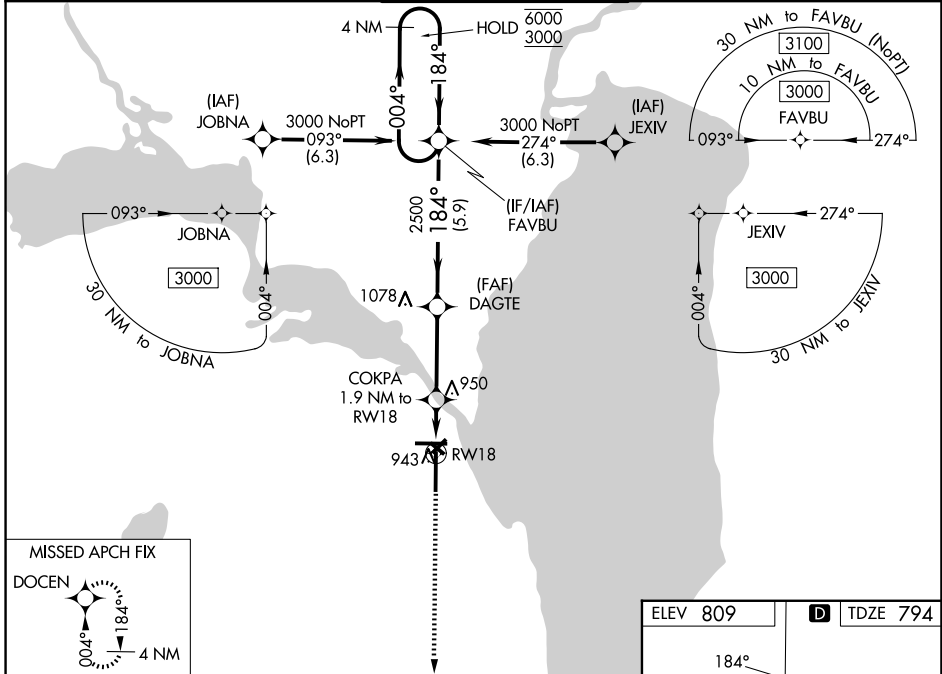 4 NM
HOLD
6000
3000
004°
184°
(IAF)
JOBNA
3000 NoPT
093°
(6.3)
3000 NoPT
274°
(6.3)
(IAF)
JEXIV
30 NM to FAVBU (NoPT)
3100
10 NM to FAVBU
3000
FAVBU
093°
274°
(IF/IAF)
FAVBU
2500
184°
(5.9)
093°
JOBNA
3000
004°
30 NM to JOBNA
274°
JEXIV
3000
004°
30 NM to JEXIV
1078
(FAF)
DAGTE
COKPA
1.9 NM to
RW18
950
943
RW18
MISSED APCH FIX
DOCEN
004°
184°
4 NM
ELEV 809
D
TDZE 794
184°